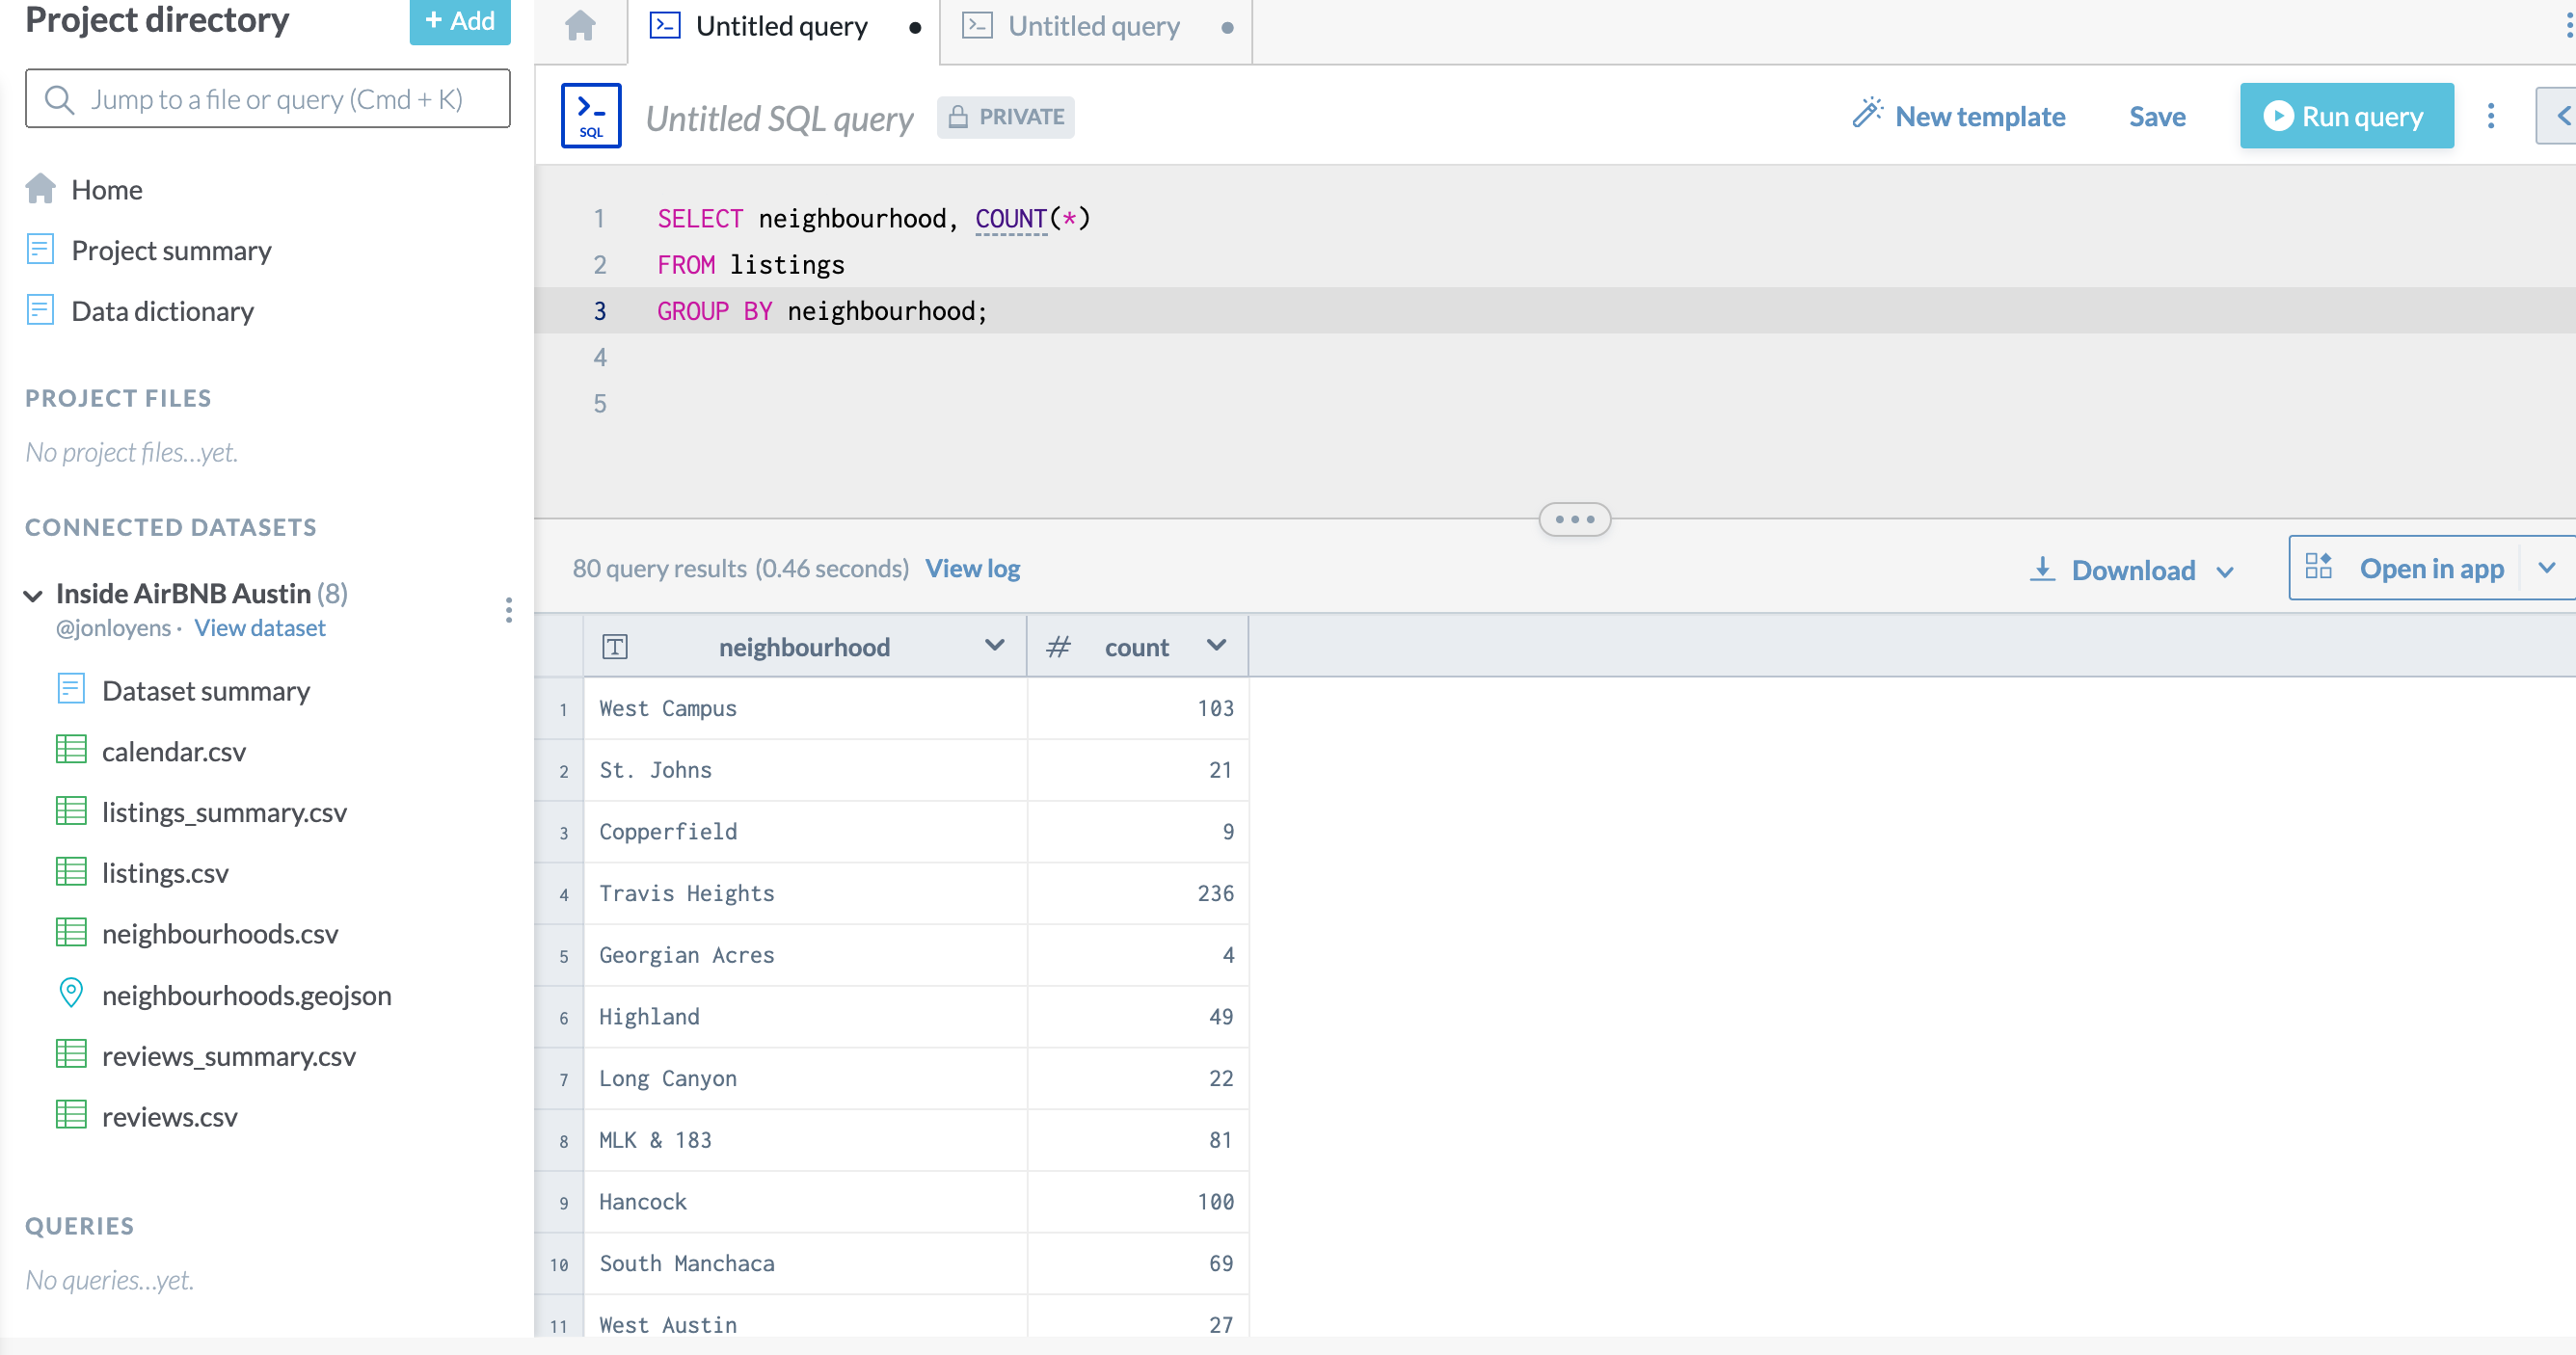 Project directory
+ Add
Jump to a file or query (Cmd + K)
Home
Project summary
Data dictionary
PROJECT FILES
No project files...yet.
CONNECTED DATASETS
Inside AirBNB Austin (8)
@jonloyens · View dataset
Dataset summary
calendar.csv
listings_summary.csv
listings.csv
neighbourhoods.csv
neighbourhoods.geojson
reviews_summary.csv
reviews.csv
QUERIES
No queries...yet.
Untitled query
Untitled query
SQL
Untitled SQL query
PRIVATE
New template
Save
Run query
1 SELECT neighbourhood, COUNT(*)
2 FROM listings
3 GROUP BY neighbourhood;
4
5
80 query results (0.46 seconds) View log
Download
Open in app
T neighbourhood # count
1 West Campus 103
2 St. Johns 21
3 Copperfield 9
4 Travis Heights 236
5 Georgian Acres 4
6 Highland 49
7 Long Canyon 22
8 MLK & 183 81
9 Hancock 100
10 South Manchaca 69
11 West Austin 27